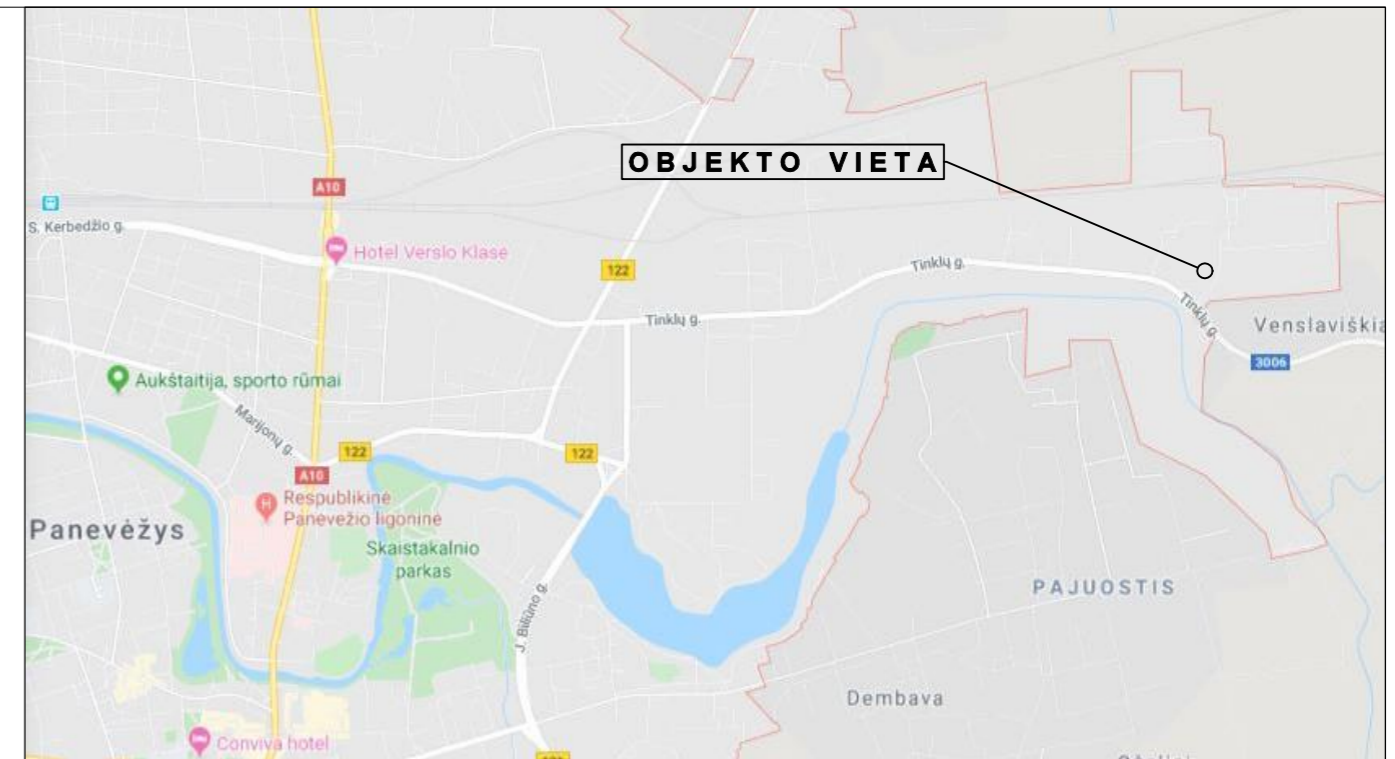 OBJEKTO VIETA
A10
S. Kerbedžio g.
Hotel Verslo Klasė
122
Tinklų g.
Tinklų g.
Tinklų g.
Venslaviškia
3006
Aukštaitija, sporto rūmai
Marijonų g.
122
122
A10
Respublikinė
Panevėžio ligoninė
Panevėžys
Skaistakalnio
parkas
PAJUOSTIS
J. Biliūno g.
Dembava
Conviva hotel